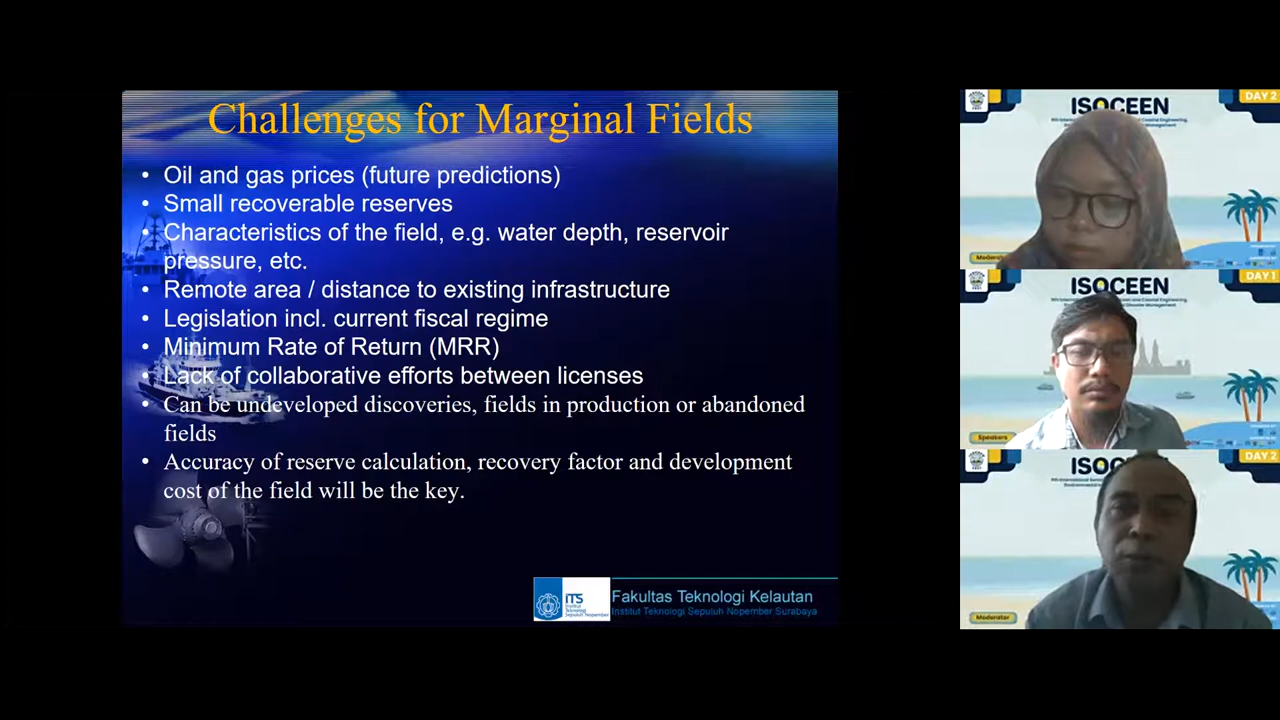 Challenges for Marginal Fields
• Oil and gas prices (future predictions)
• Small recoverable reserves
• Characteristics of the field, e.g. water depth, reservoir
pressure, etc.
• Remote area / distance to existing infrastructure
• Legislation incl. current fiscal regime
• Minimum Rate of Return (MRR)
• Lack of collaborative efforts between licenses
• Can be undeveloped discoveries, fields in production or abandoned
fields
• Accuracy of reserve calculation, recovery factor and development
cost of the field will be the key.
ITS
Institut
Teknologi
Sepuluh Nopember
Fakultas Teknologi Kelautan
Institut Teknologi Sepuluh Nopember Surabaya
DAY 2
ISOCEEN
DAY 1
ISOCEEN
Speakers
DAY 2
Moderator